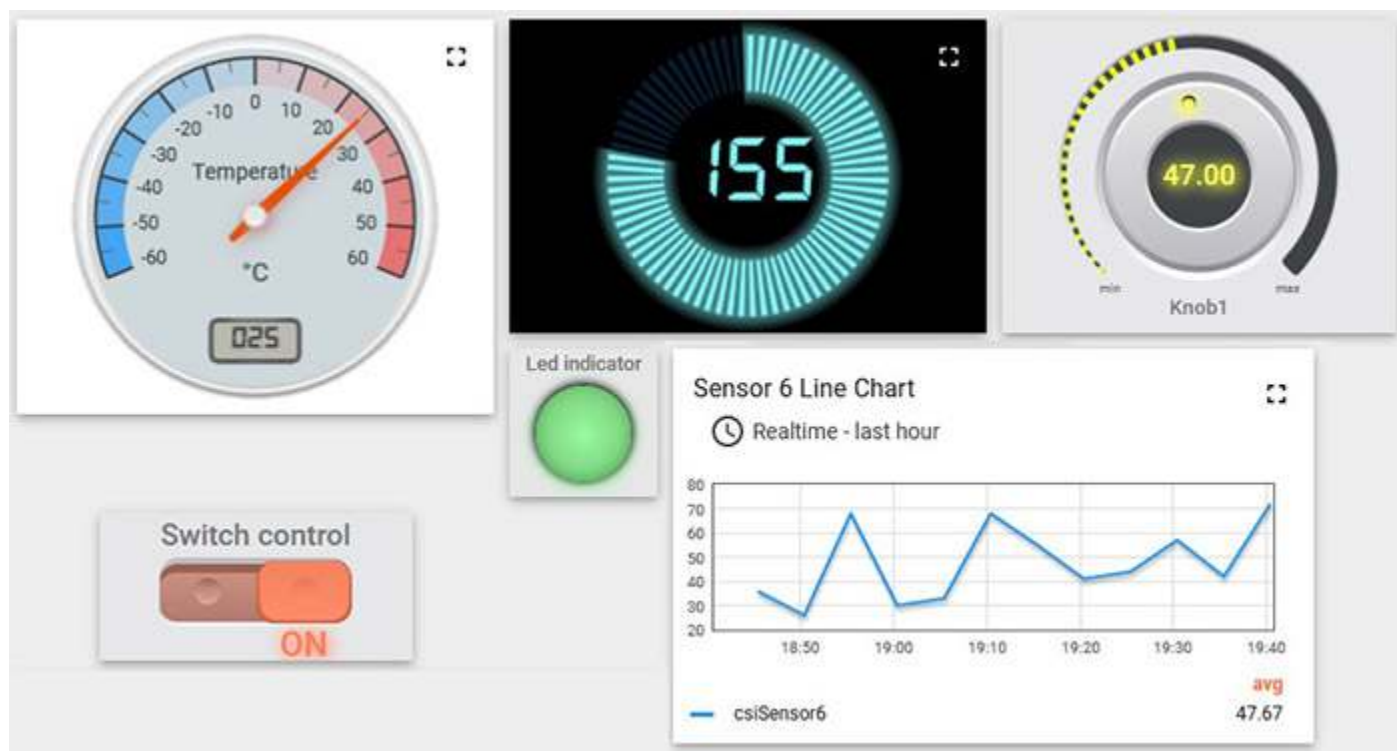 -60
-50
-40
-30
-20
-10
0
10
20
30
40
50
60
Temperature
°C
025
155
47.00
min
max
Knob1
Led indicator
Switch control
ON
Sensor 6 Line Chart
Realtime - last hour
80
70
60
50
40
30
20
18:50 19:00 19:10 19:20 19:30 19:40
avg
csiSensor6 47.67